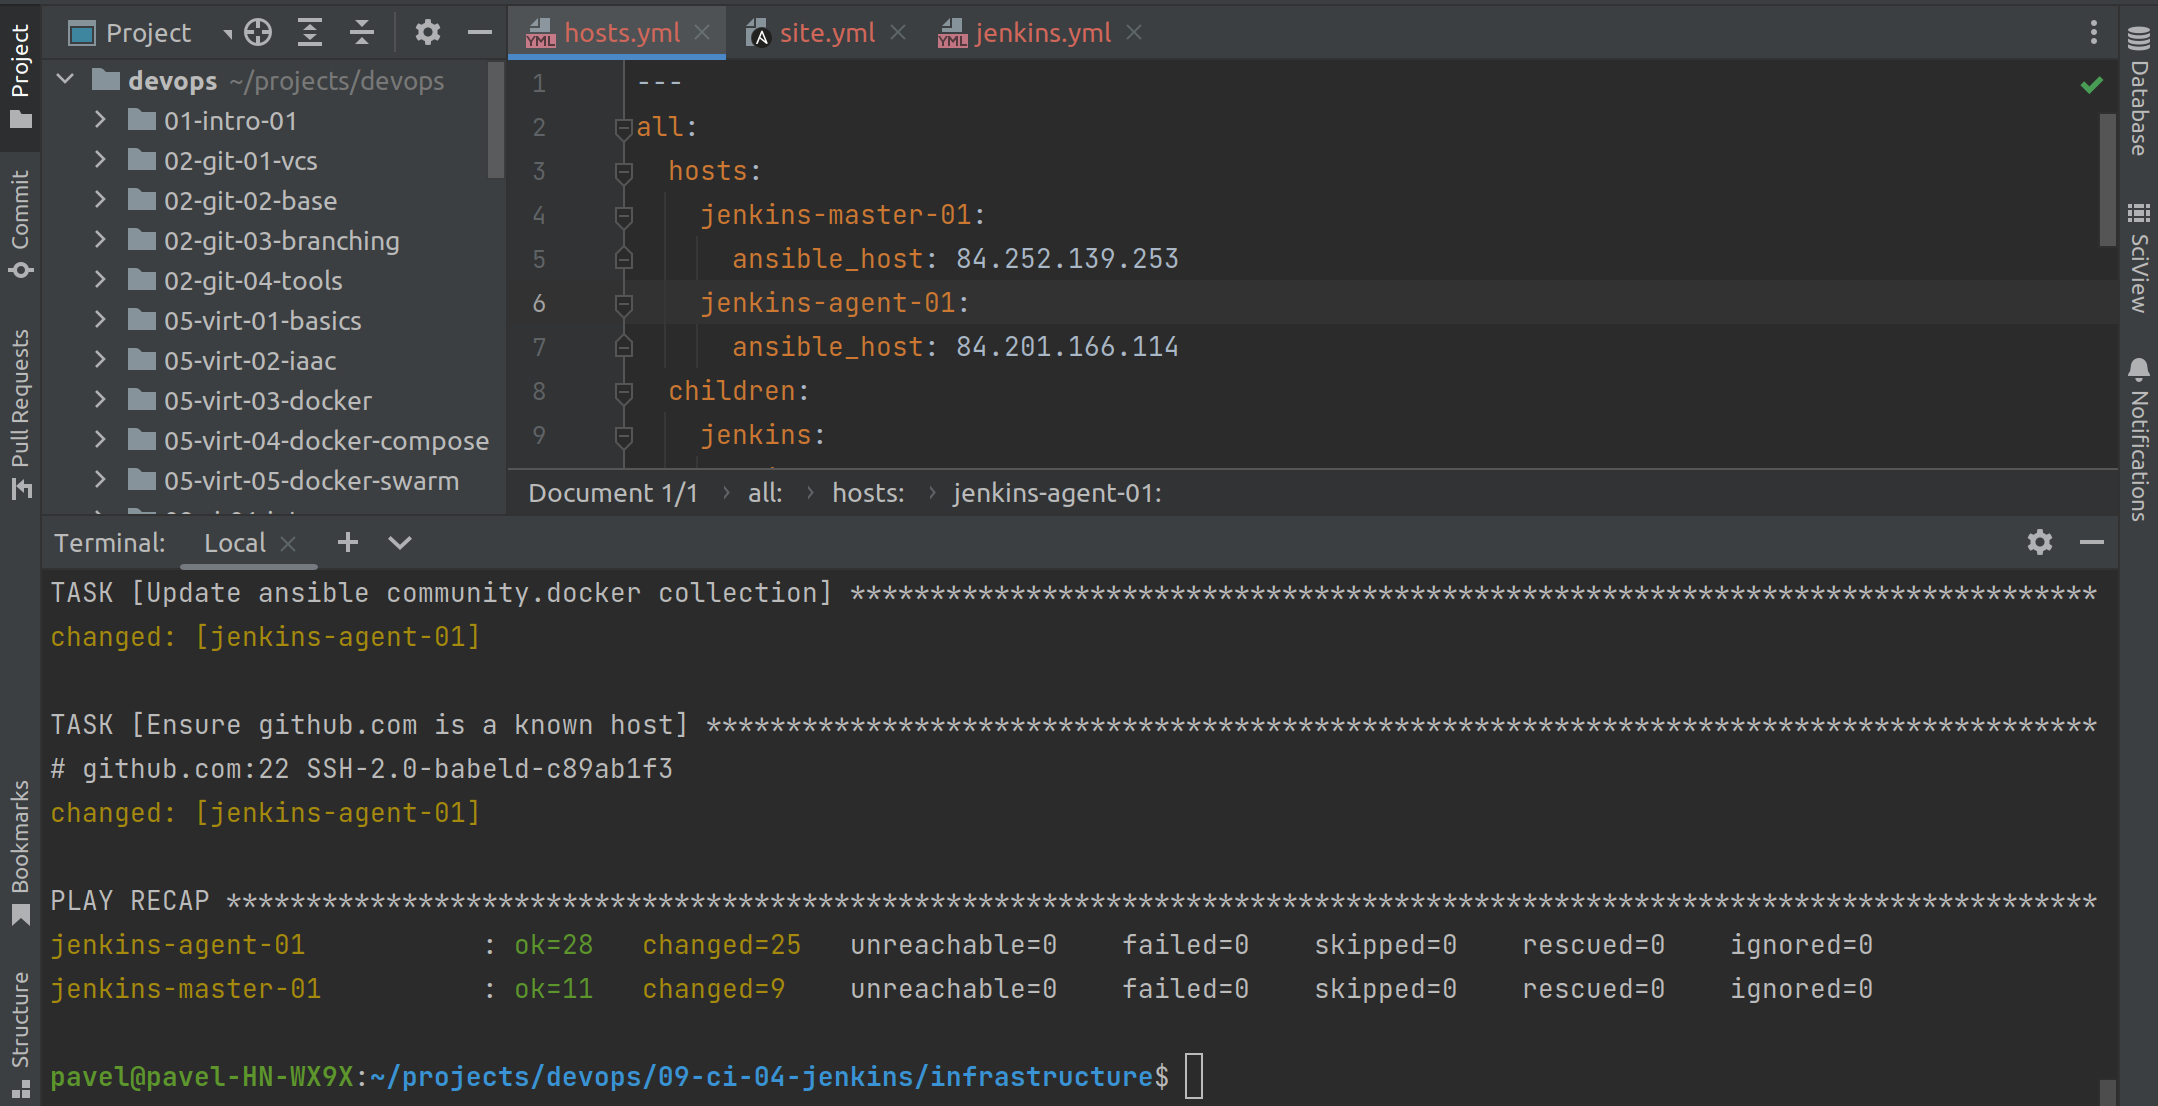 Project
hosts.yml
site.yml
jenkins.yml
Project
Commit
Pull Requests
Bookmarks
Structure
devops ~/projects/devops
01-intro-01
02-git-01-vcs
02-git-02-base
02-git-03-branching
02-git-04-tools
05-virt-01-basics
05-virt-02-iaac
05-virt-03-docker
05-virt-04-docker-compose
05-virt-05-docker-swarm
1 ---
2 all:
3 hosts:
4 jenkins-master-01:
5 ansible_host: 84.252.139.253
6 jenkins-agent-01:
7 ansible_host: 84.201.166.114
8 children:
9 jenkins:
Document 1/1 › all: › hosts: › jenkins-agent-01:
Database
SciView
Notifications
Terminal: Local
TASK [Update ansible community.docker collection] ******************************************************************************
changed: [jenkins-agent-01]
TASK [Ensure github.com is a known host] ***************************************************************************************
# github.com:22 SSH-2.0-babeld-c89ab1f3
changed: [jenkins-agent-01]
PLAY RECAP *********************************************************************************************************************
jenkins-agent-01 : ok=28 changed=25 unreachable=0 failed=0 skipped=0 rescued=0 ignored=0
jenkins-master-01 : ok=11 changed=9 unreachable=0 failed=0 skipped=0 rescued=0 ignored=0
pavel@pavel-HN-WX9X:~/projects/devops/09-ci-04-jenkins/infrastructure$